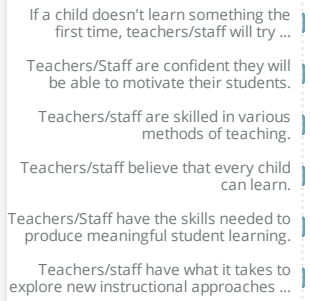 If a child doesn't learn something the
first time, teachers/staff will try ...
Teachers/Staff are confident they will
be able to motivate their students.
Teachers/staff are skilled in various
methods of teaching.
Teachers/staff believe that every child
can learn.
Teachers/Staff have the skills needed to
produce meaningful student learning.
Teachers/staff have what it takes to
explore new instructional approaches ...